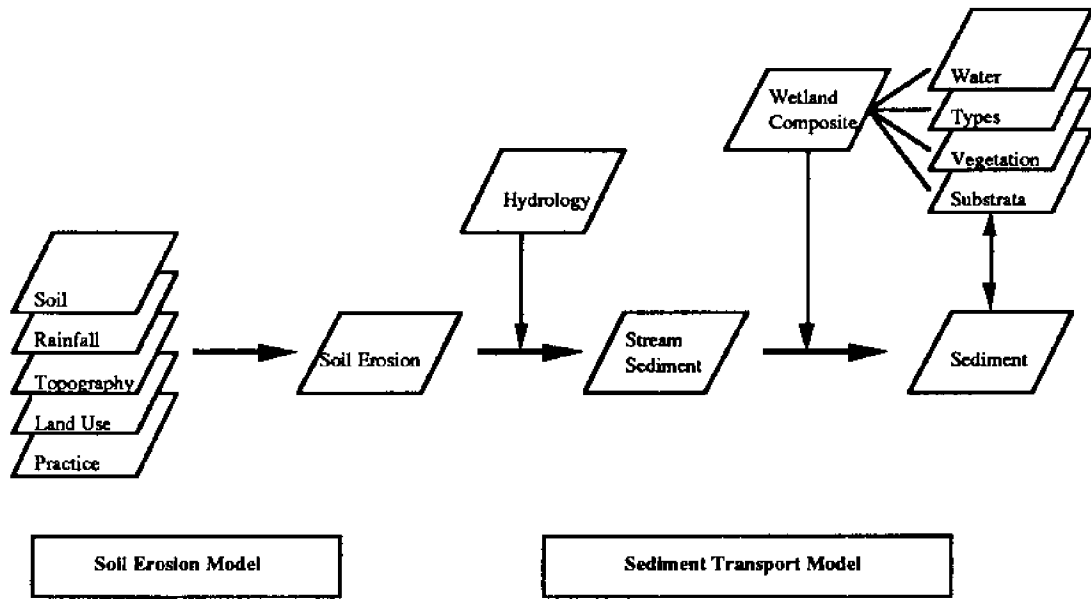 Water
Wetland
Composite
Types
Vegetation
Hydrology
Substrata
Soil
Rainfall
Soil Erosion
Stream
Sediment
Sediment
Topography
Land Use
Practice
Soil Erosion Model
Sediment Transport Model